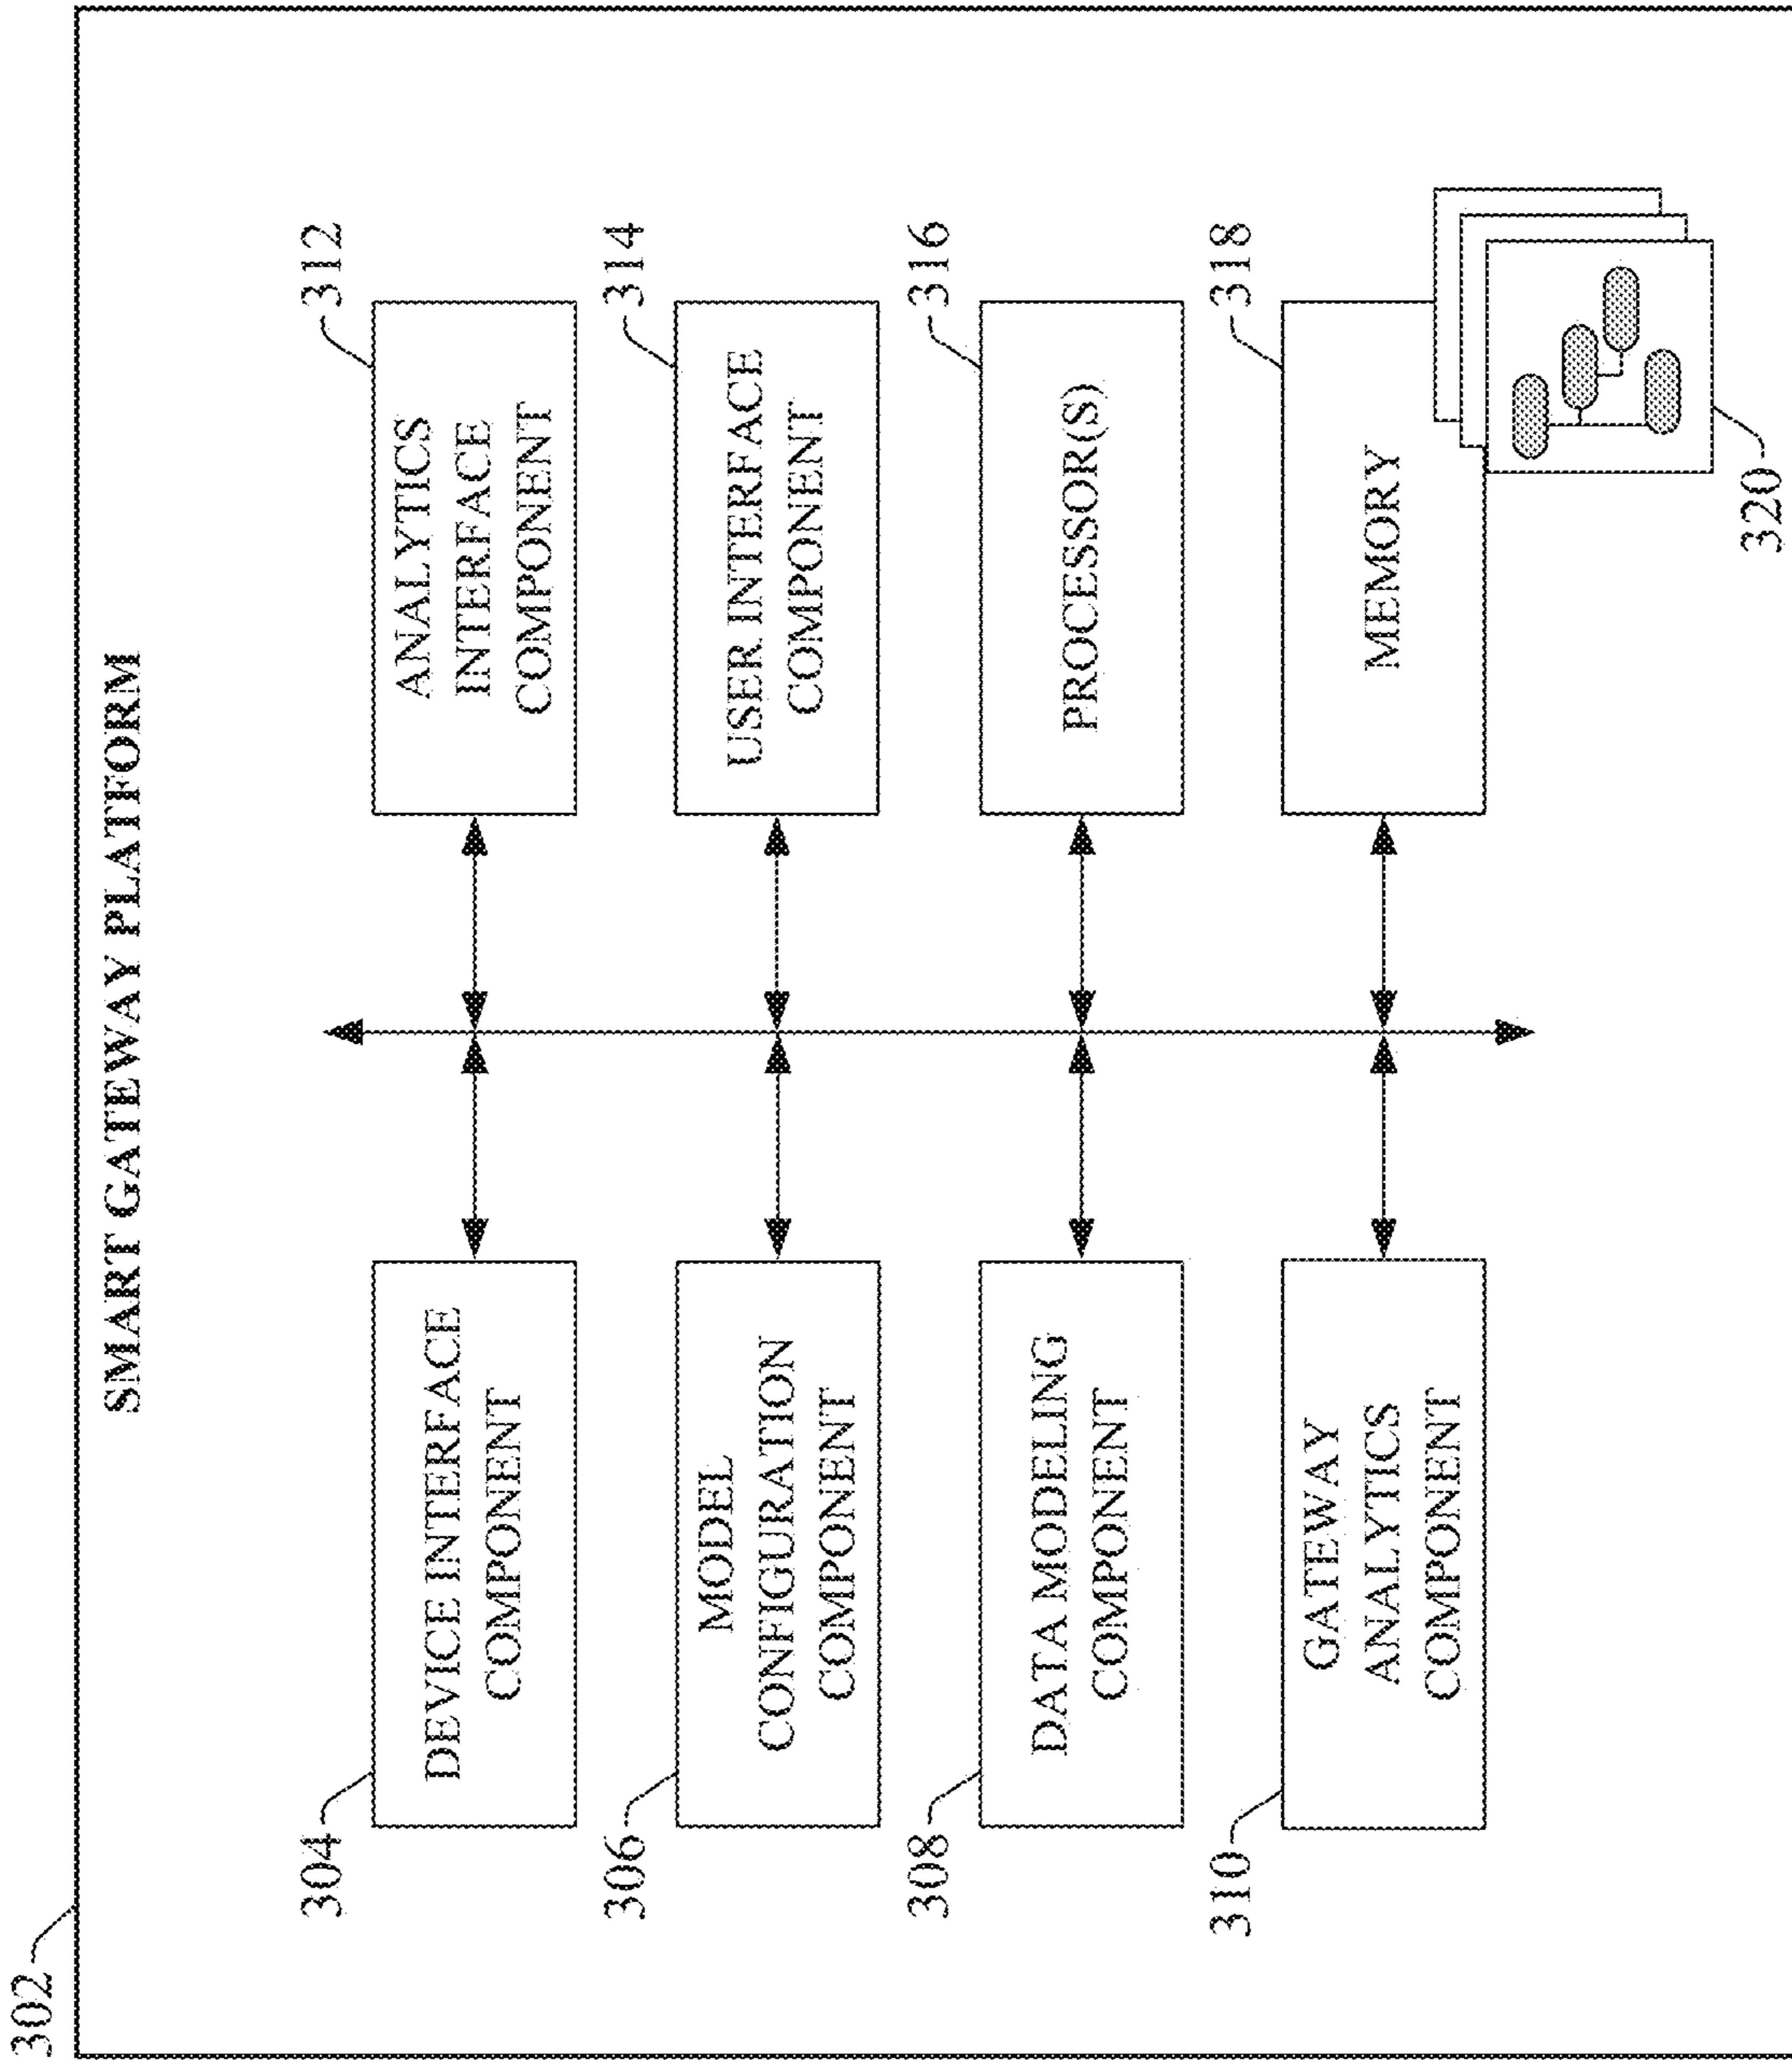 302
SMART GATEWAY PLATFORM
304
DEVICE INTERFACE
COMPONENT
306
MODEL
CONFIGURATION
COMPONENT
308
DATA MODELING
COMPONENT
310
GATEWAY
ANALYTICS
COMPONENT
312
ANALYTICS
INTERFACE
COMPONENT
314
USER INTERFACE
COMPONENT
316
PROCESSOR(S)
318
MEMORY
320